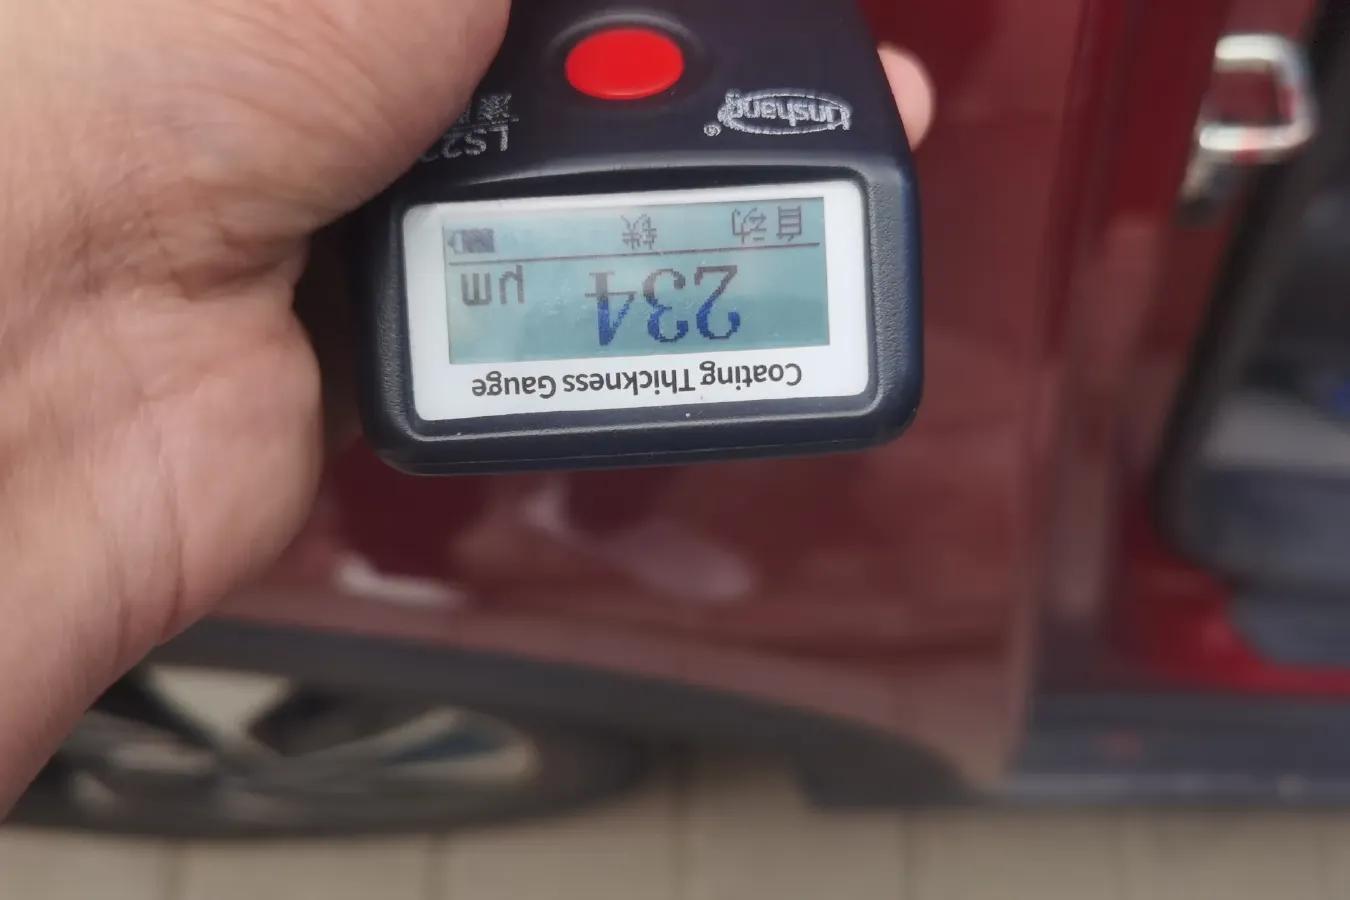 Coating Thickness Gauge
234 μm
自动 铁
Linshang®